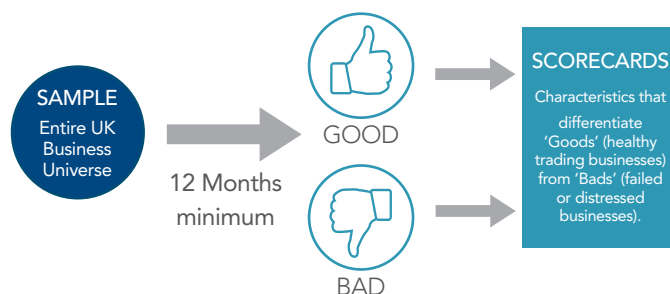 SAMPLE
Entire UK
Business
Universe
12 Months
minimum
GOOD
BAD
SCORECARDS
Characteristics that
differentiate
‘Goods’ (healthy
trading businesses)
from ‘Bads’ (failed
or distressed
businesses).